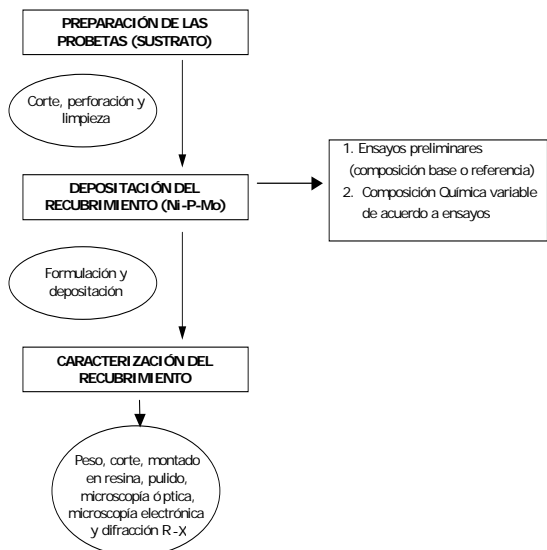 PREPARACIÓN DE LAS
PROBETAS (SUSTRATO)
Corte, perforación y
limpieza
DEPOSITACIÓN DEL
RECUBRIMIENTO (Ni-P-Mo)
1. Ensayos preliminares
(composición base o referencia)
2. Composición Química variable
de acuerdo a ensayos
Formulación y
depositación
CARACTERIZACIÓN DEL
RECUBRIMIENTO
Peso, corte, montado
en resina, pulido,
microscopía óptica,
microscopía electrónica
y difracción R-X